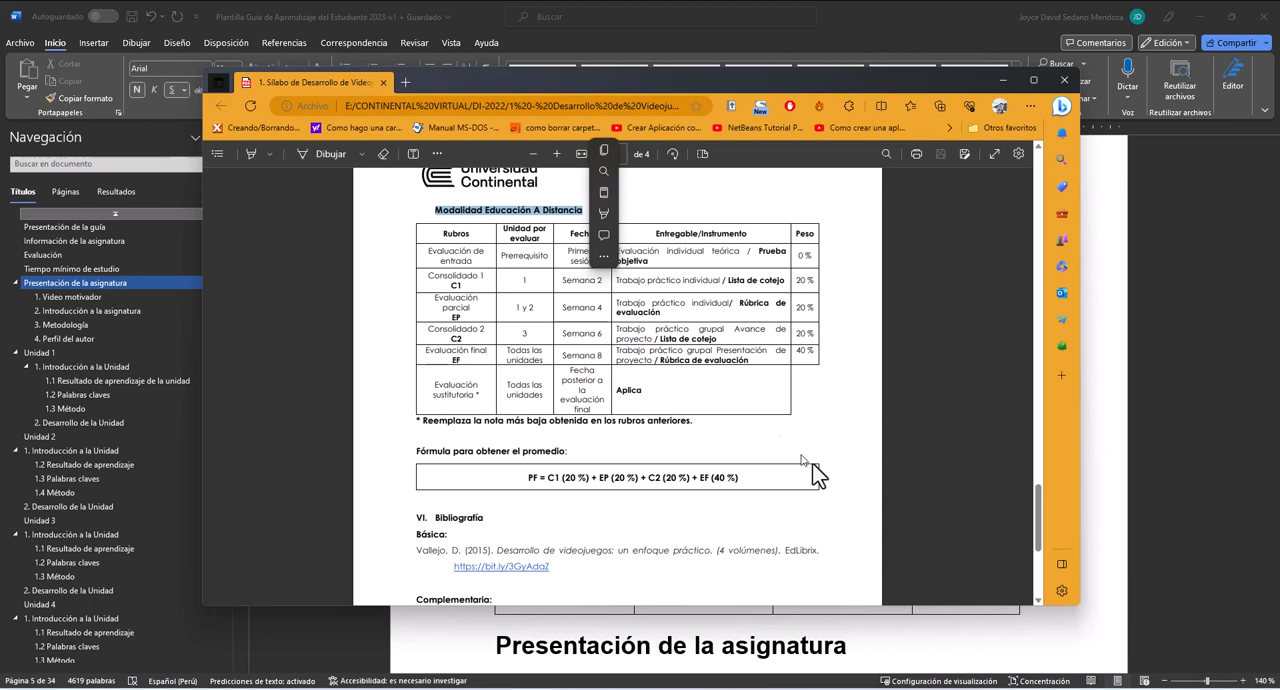 Autoguardado
Plantilla Guia de Aprendizaje del Estudiante 2023-v1 • Guardado
Buscar
Joyce David Sedano Mendoza
JD
Archivo Inicio Insertar Dibujar Diseño Disposición Referencias Correspondencia Revisar Vista Ayuda
Comentarios Edición Compartir
Pegar
Cortar
Copiar
Copiar formato
Portapapeles
Arial
N K S
Buscar
Dictar
Reutilizar archivos
Editor
Voz Reutilizar archivos Editor
1. Sílabo de Desarrollo de Videoj
Archivo E:/CONTINENTAL%20VIRTUAL/DI-2022/1%20-%20Desarrollo%20de%20Videoju...
New
Creando/Borrando... Como hago una car... Manual MS-DOS -... como borrar carpet... Crear Aplicación co... NetBeans Tutorial P... Como crear una apl... Otros favoritos
Dibujar
de 4
Navegación
Buscar en documento
Títulos Páginas Resultados
Presentación de la guía
Información de la asignatura
Evaluación
Tiempo mínimo de estudio
Presentación de la asignatura
1. Video motivador
2. Introducción a la asignatura
3. Metodología
4. Perfil del autor
Unidad 1
1. Introducción a la Unidad
1.1 Resultado de aprendizaje de la unidad
1.2 Palabras claves
1.3 Método
2. Desarrollo de la Unidad
Unidad 2
1. Introducción a la Unidad
1.2 Resultado de aprendizaje
1.3 Palabras claves
1.4 Método
2. Desarrollo de la Unidad
Unidad 3
1. Introducción a la Unidad
1.1 Resultado de aprendizaje
1.2 Palabras claves
1.3 Método
2. Desarrollo de la Unidad
Unidad 4
1. Introducción a la Unidad
1.1 Resultado de aprendizaje
1.2 Palabras claves
1.3 Método
Universidad
Continental
Modalidad Educación A Distancia
Rubros Unidad por evaluar Fech Entregable/Instrumento Peso
Evaluación de entrada Prerrequisito Prime sesió Evaluación individual teórica / Prueba objetiva 0 %
Consolidado 1 C1 1 Semana 2 Trabajo práctico individual / Lista de cotejo 20 %
Evaluación parcial EP 1 y 2 Semana 4 Trabajo práctico individual/ Rúbrica de evaluación 20 %
Consolidado 2 C2 3 Semana 6 Trabajo práctico grupal Avance de proyecto / Lista de cotejo 20 %
Evaluación final EF Todas las unidades Semana 8 Trabajo práctico grupal Presentación de proyecto / Rúbrica de evaluación 40 %
Evaluación sustitutoria * Todas las unidades Fecha posterior a la evaluación final Aplica
* Reemplaza la nota más baja obtenida en los rubros anteriores.
Fórmula para obtener el promedio:
PF = C1 (20 %) + EP (20 %) + C2 (20 %) + EF (40 %)
VI. Bibliografía
Básica:
Vallejo, D. (2015). Desarrollo de videojuegos: un enfoque práctico. (4 volúmenes). EdLibrix.
https://bit.ly/3GyAdaZ
Complementaria:
Presentación de la asignatura
Página 5 de 34 4619 palabras Español (Perú) Predicciones de texto: activado Accesibilidad: es necesario investigar Configuración de visualización Concentración 140 %